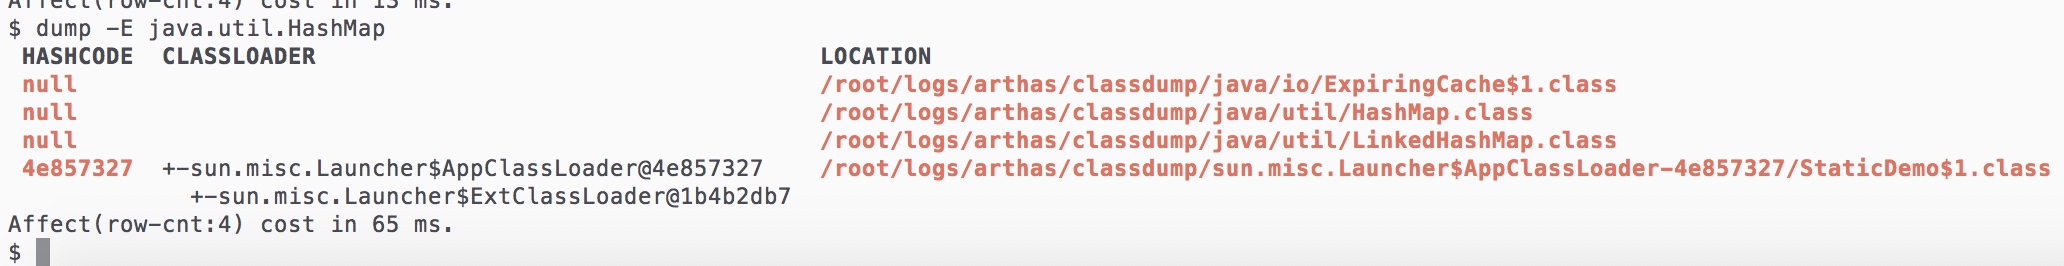 Affect(row-cnt:4) cost in 13 ms.
$ dump -E java.util.HashMap
HASHCODE  CLASSLOADER  LOCATION
null  /root/logs/arthas/classdump/java/io/ExpiringCache$1.class
null  /root/logs/arthas/classdump/java/util/HashMap.class
null  /root/logs/arthas/classdump/java/util/LinkedHashMap.class
4e857327  +-sun.misc.Launcher$AppClassLoader@4e857327  /root/logs/arthas/classdump/sun.misc.Launcher$AppClassLoader-4e857327/StaticDemo$1.class
+-sun.misc.Launcher$ExtClassLoader@1b4b2db7
Affect(row-cnt:4) cost in 65 ms.
$